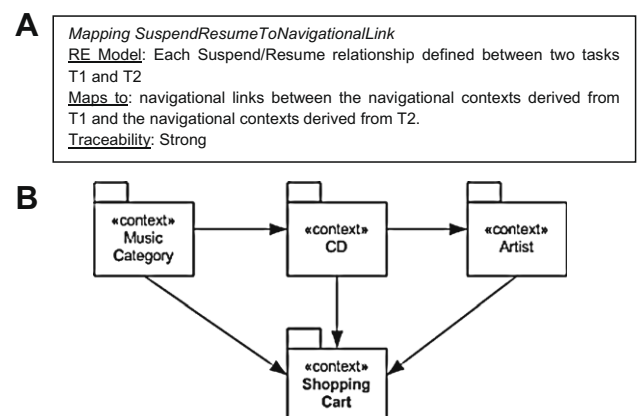 A
Mapping SuspendResumeToNavigationalLink
RE Model: Each Suspend/Resume relationship defined between two tasks
T1 and T2
Maps to: navigational links between the navigational contexts derived from
T1 and the navigational contexts derived from T2.
Traceability: Strong
B
«context»
Music
Category
«context»
CD
«context»
Artist
«context»
Shopping
Cart